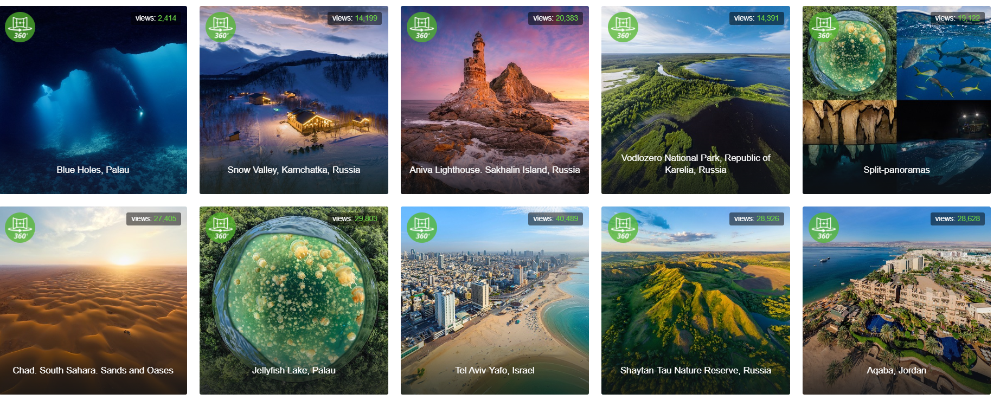 360°
views: 2,414
Blue Holes, Palau
360°
views: 14,199
Snow Valley, Kamchatka, Russia
360°
views: 20,383
Aniva Lighthouse. Sakhalin Island, Russia
360°
views: 14,391
Vodlozero National Park, Republic of
Karelia, Russia
360°
views: 19,122
Split-panoramas
360°
views: 27,405
Chad. South Sahara. Sands and Oases
360°
views: 29,803
Jellyfish Lake, Palau
360°
views: 40,489
Tel Aviv-Yafo, Israel
360°
views: 28,926
Shaytan-Tau Nature Reserve, Russia
360°
views: 28,628
Aqaba, Jordan